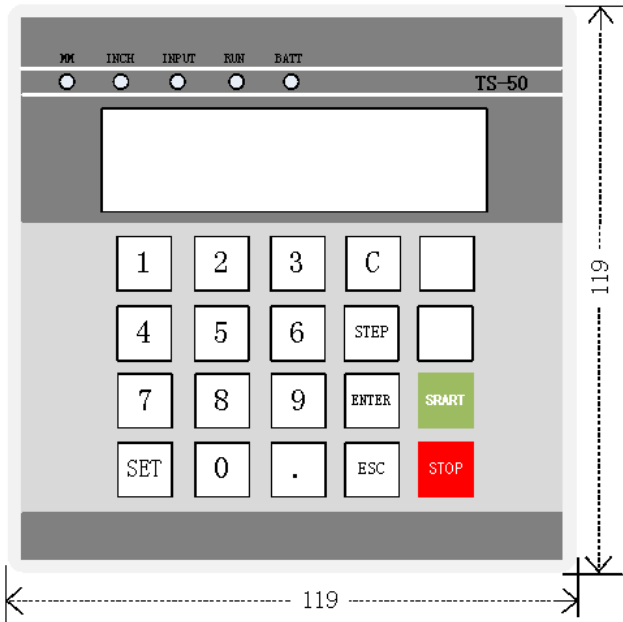 MM INCH INPUT RUN BATT
TS-50
1 2 3 C
4 5 6 STEP
119
7 8 9 ENTER SRART
SET 0 . ESC STOP
119